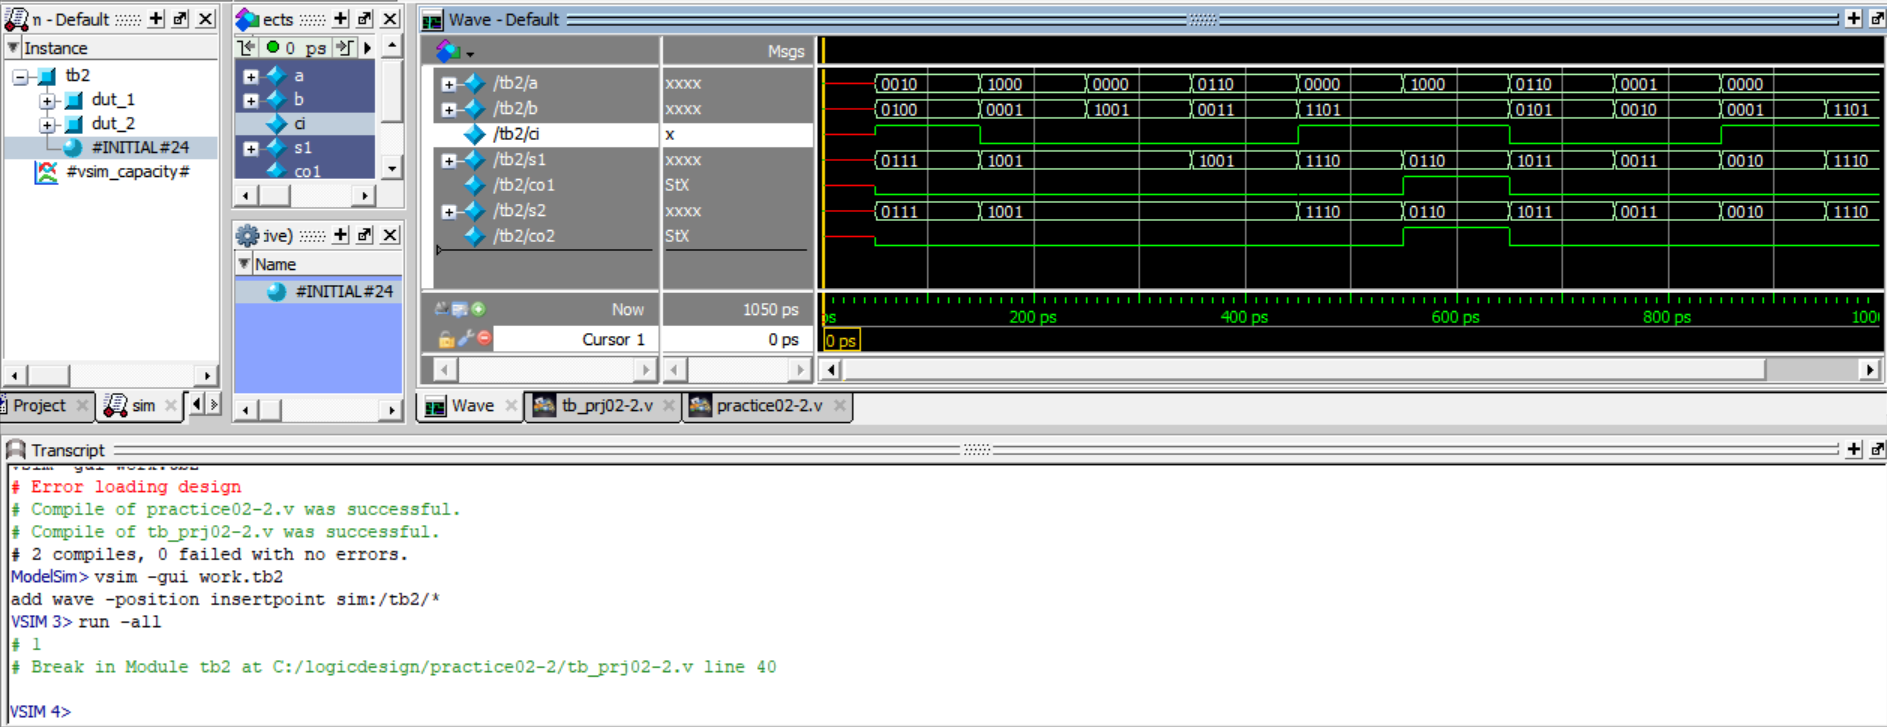 n - Default
Instance
tb2
dut_1
dut_2
#INITIAL#24
#vsim_capacity#
Project
sim
ects
0 ps
a
b
ci
s1
co1
ive)
Name
#INITIAL#24
Wave - Default
Msgs
/tb2/a xxxx 0010 1000 0000 0110 0000 1000 0110 0001 0000
/tb2/b xxxx 0100 0001 1001 0011 1101 0101 0010 0001 1101
/tb2/ci x
/tb2/s1 xxxx 0111 1001 1001 1110 0110 1011 0011 0010 1110
/tb2/co1 StX
/tb2/s2 xxxx 0111 1001 1110 0110 1011 0011 0010 1110
/tb2/co2 StX
Now 1050 ps ps 200 ps 400 ps 600 ps 800 ps 100
Cursor 1 0 ps 0 ps
Wave tb_prj02-2.v practice02-2.v
Transcript
# Error loading design
# Compile of practice02-2.v was successful.
# Compile of tb_prj02-2.v was successful.
# 2 compiles, 0 failed with no errors.
ModelSim> vsim -gui work.tb2
add wave -position insertpoint sim:/tb2/*
VSIM 3> run -all
# 1
# Break in Module tb2 at C:/logicdesign/practice02-2/tb_prj02-2.v line 40
VSIM 4>